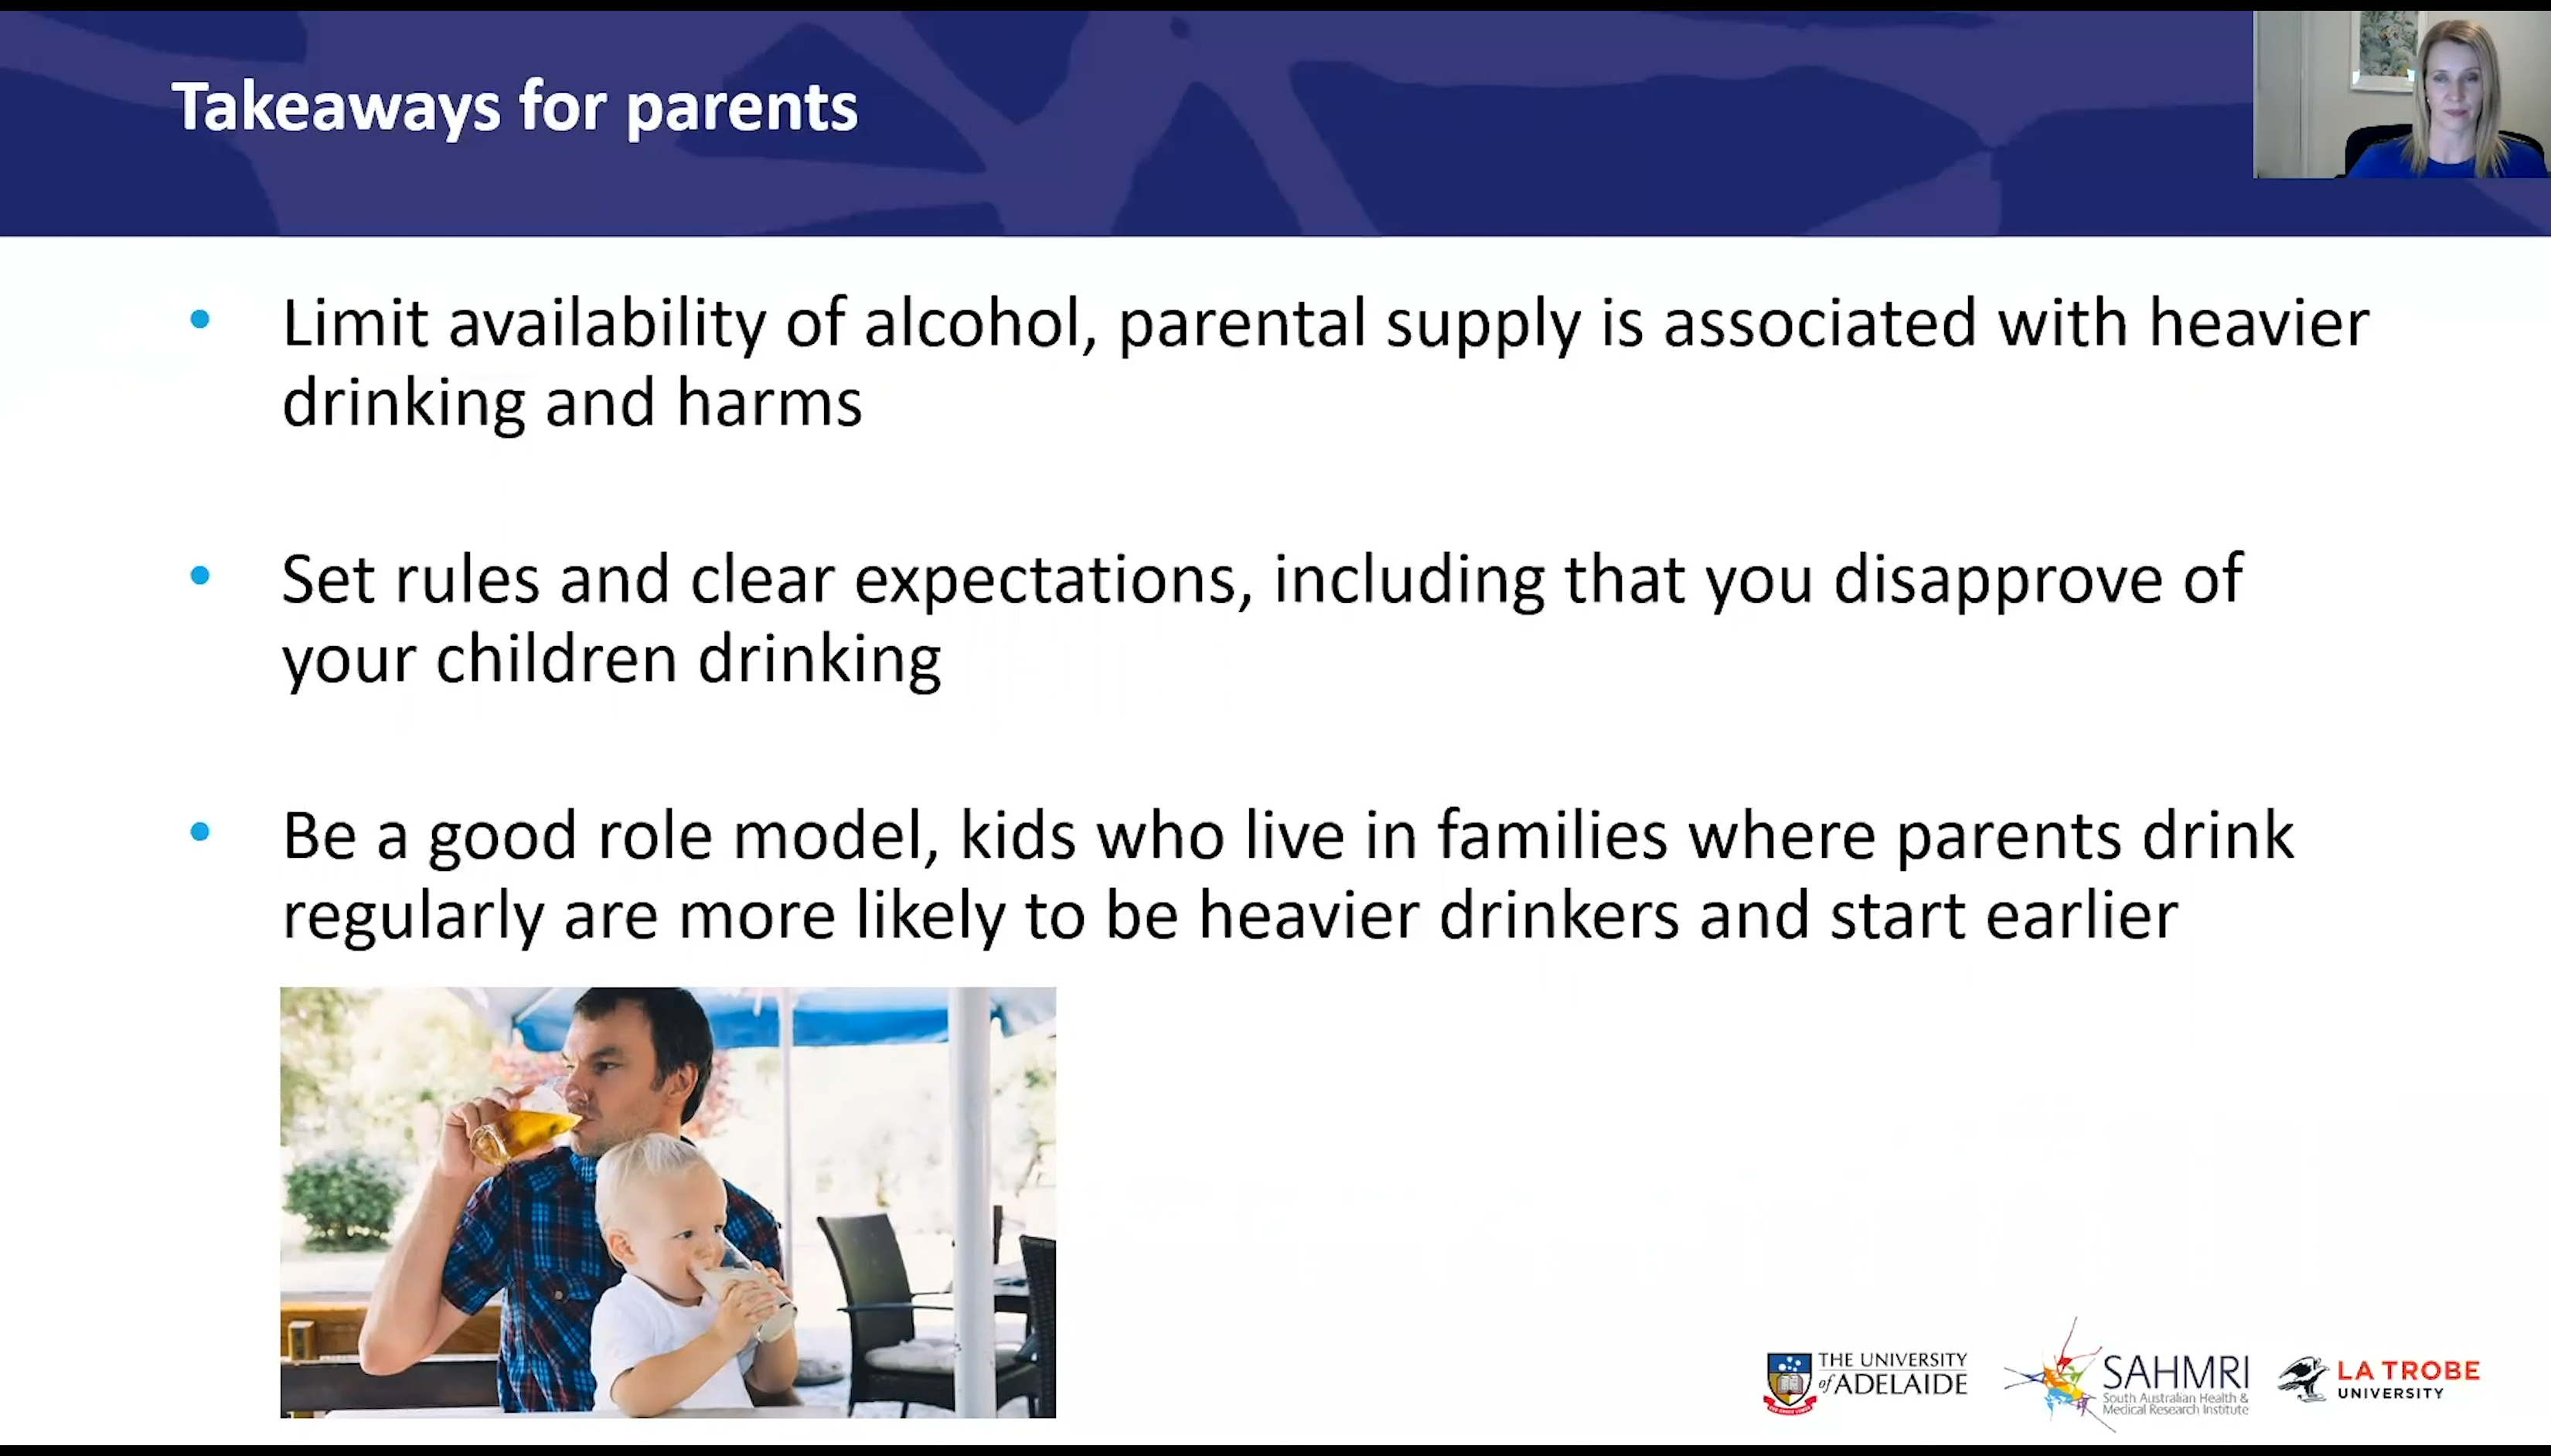 Takeaways for parents
• Limit availability of alcohol, parental supply is associated with heavier
drinking and harms
• Set rules and clear expectations, including that you disapprove of
your children drinking
• Be a good role model, kids who live in families where parents drink
regularly are more likely to be heavier drinkers and start earlier
THE UNIVERSITY
of ADELAIDE
SAHMRI
South Australian Health &
Medical Research Institute
LA TROBE
UNIVERSITY